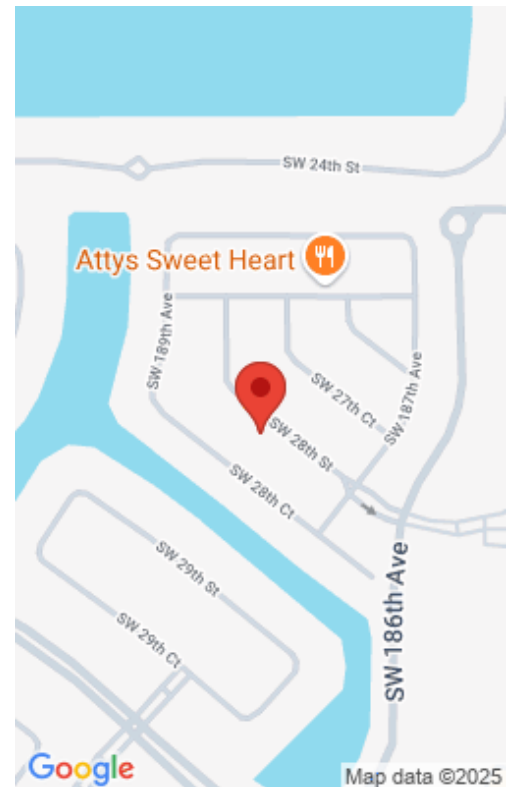 SW 24th St
Attys Sweet Heart
SW 189th Ave
SW 27th Ct
SW 187th Ave
SW 28th St
SW 28th Ct
SW 29th St
SW 29th Ct
SW 186th Ave
Google
Map data ©2025